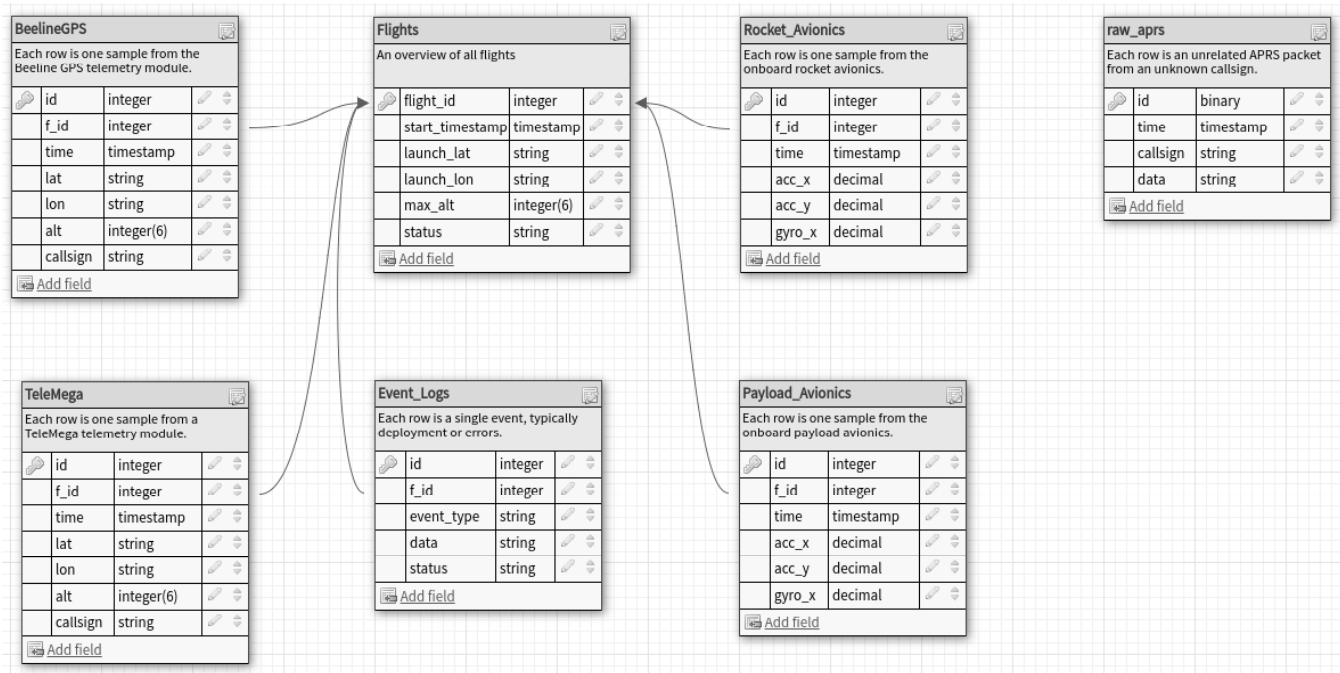 BeelineGPS
Each row is one sample from the
Beeline GPS telemetry module.
id integer
f_id integer
time timestamp
lat string
lon string
alt integer(6)
callsign string
Add field
Flights
An overview of all flights
flight_id integer
start_timestamp timestamp
launch_lat string
launch_lon string
max_alt integer(6)
status string
Add field
Rocket_Avionics
Each row is one sample from the
onboard rocket avionics.
id integer
f_id integer
time timestamp
acc_x decimal
acc_y decimal
gyro_x decimal
Add field
raw_aprs
Each row is an unrelated APRS packet
from an unknown callsign.
id binary
time timestamp
callsign string
data string
Add field
TeleMega
Each row is one sample from a
TeleMega telemetry module.
id integer
f_id integer
time timestamp
lat string
lon string
alt integer(6)
callsign string
Add field
Event_Logs
Each row is a single event, typically
deployment or errors.
id integer
f_id integer
event_type string
data string
status string
Add field
Payload_Avionics
Each row is one sample from the
onboard payload avionics.
id integer
f_id integer
time timestamp
acc_x decimal
acc_y decimal
gyro_x decimal
Add field